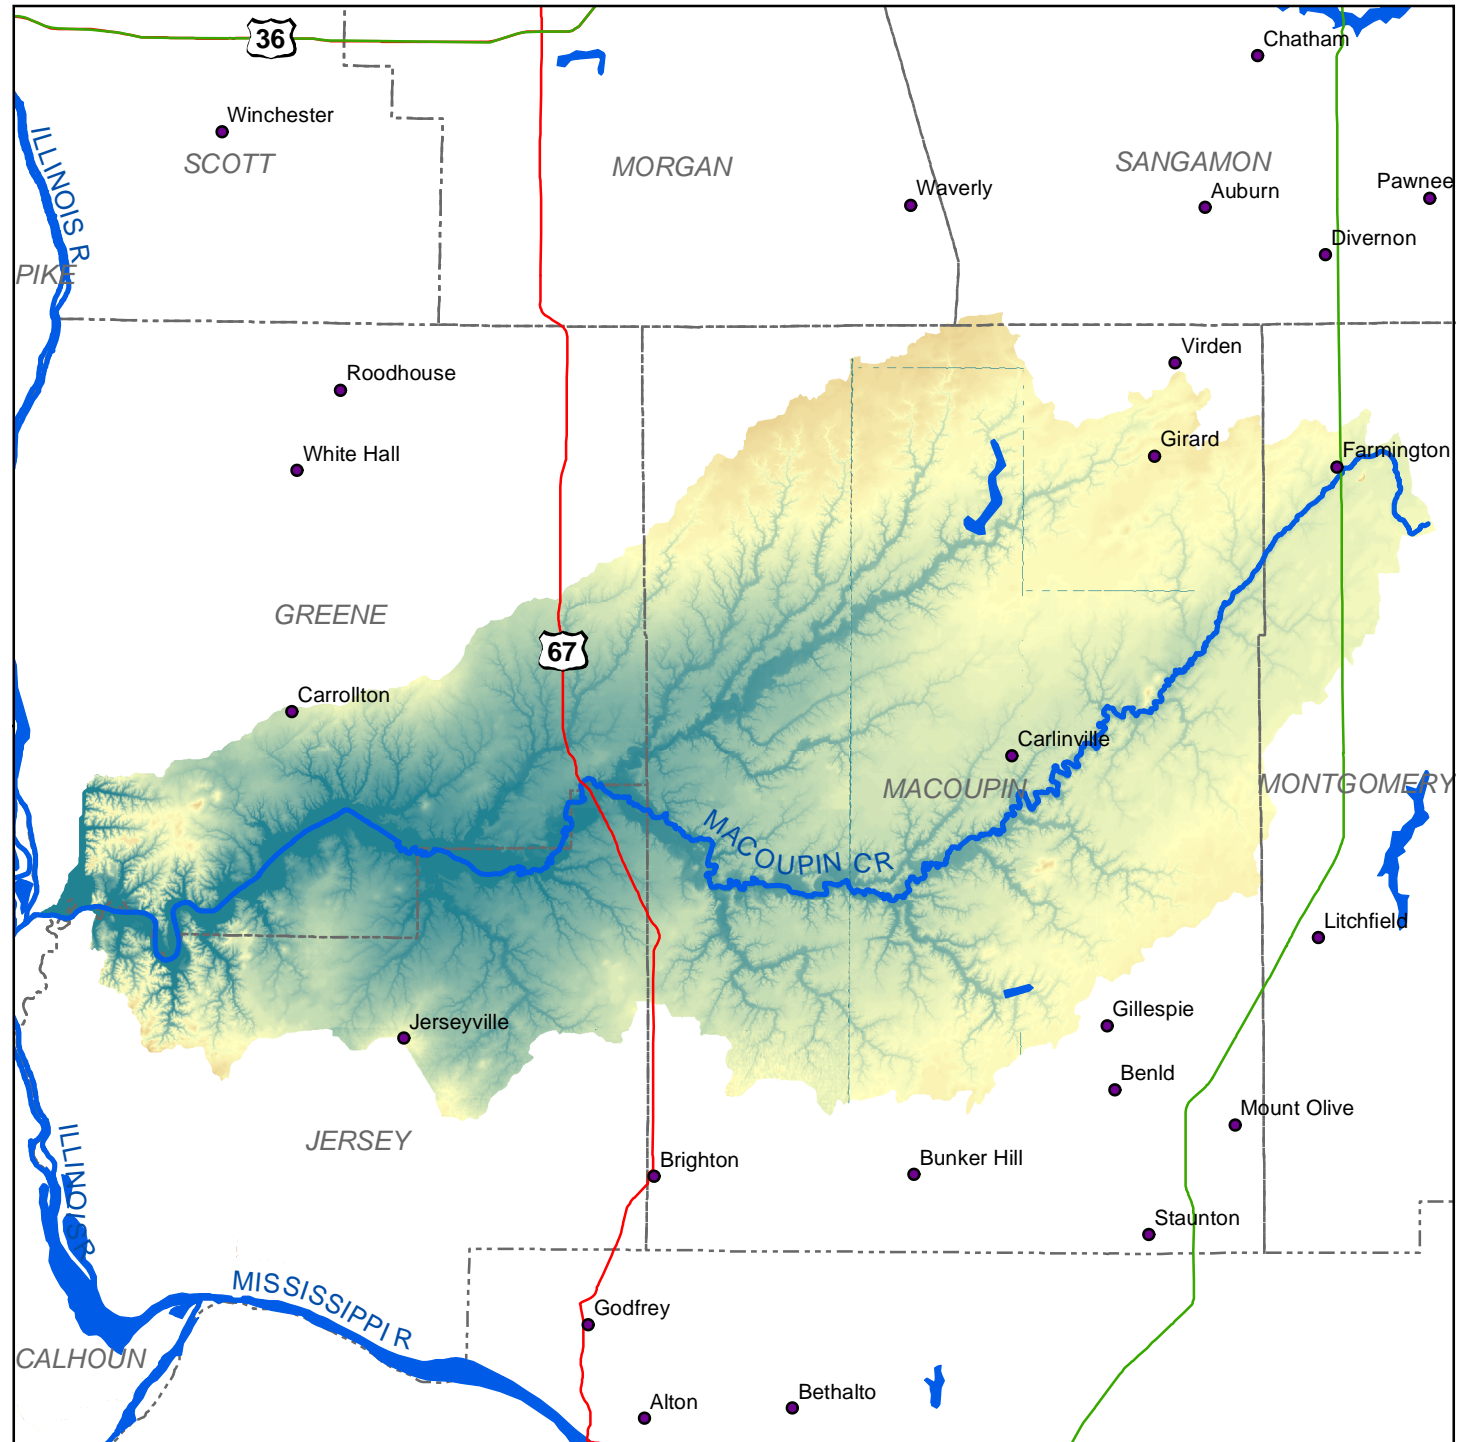 36
Chatham
Winchester
ILLINOIS R
SCOTT
MORGAN
SANGAMON
Waverly
Auburn
Pawnee
Divernon
PIKE
Virden
Roodhouse
Girard
White Hall
Farmington
GREENE
67
Carrollton
Carlinville
MACOUPIN
MONTGOMERY
MACOUPIN CR
Litchfield
Jerseyville
Gillespie
Benld
Mount Olive
JERSEY
ILLINOIS R
Brighton
Bunker Hill
Staunton
MISSISSIPPI R
Godfrey
CALHOUN
Alton
Bethalto